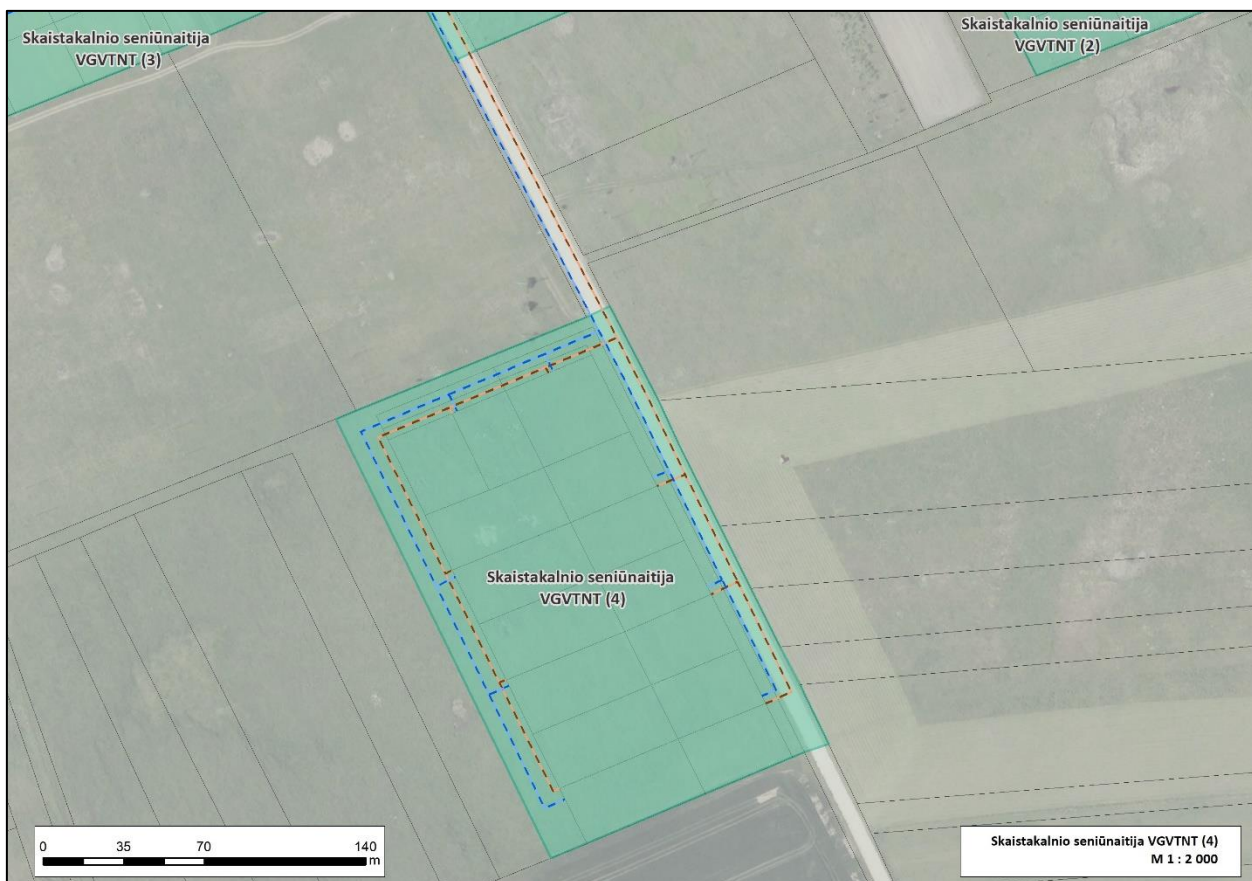 Skaistakalnio seniūnaitija
VGVTNT (3)
Skaistakalnio seniūnaitija
VGVTNT (2)
Skaistakalnio seniūnaitija
VGVTNT (4)
0 35 70 140
m
Skaistakalnio seniūnaitija VGVTNT (4)
M 1 : 2 000